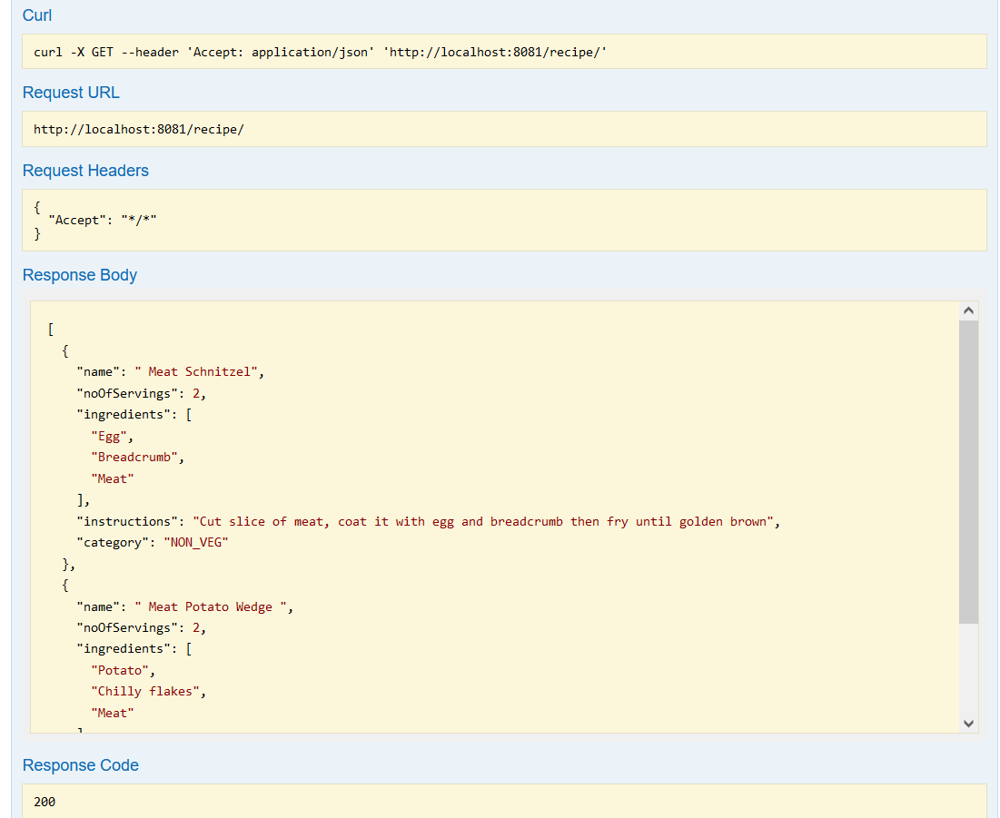 Curl
curl -X GET --header 'Accept: application/json' 'http://localhost:8081/recipe/'
Request URL
http://localhost:8081/recipe/
Request Headers
{
  "Accept": "*/*"
}
Response Body
[
  {
    "name": " Meat Schnitzel",
    "noOfServings": 2,
    "ingredients": [
      "Egg",
      "Breadcrumb",
      "Meat"
    ],
    "instructions": "Cut slice of meat, coat it with egg and breadcrumb then fry until golden brown",
    "category": "NON_VEG"
  },
  {
    "name": " Meat Potato Wedge ",
    "noOfServings": 2,
    "ingredients": [
      "Potato",
      "Chilly flakes",
      "Meat"
    ]
Response Code
200